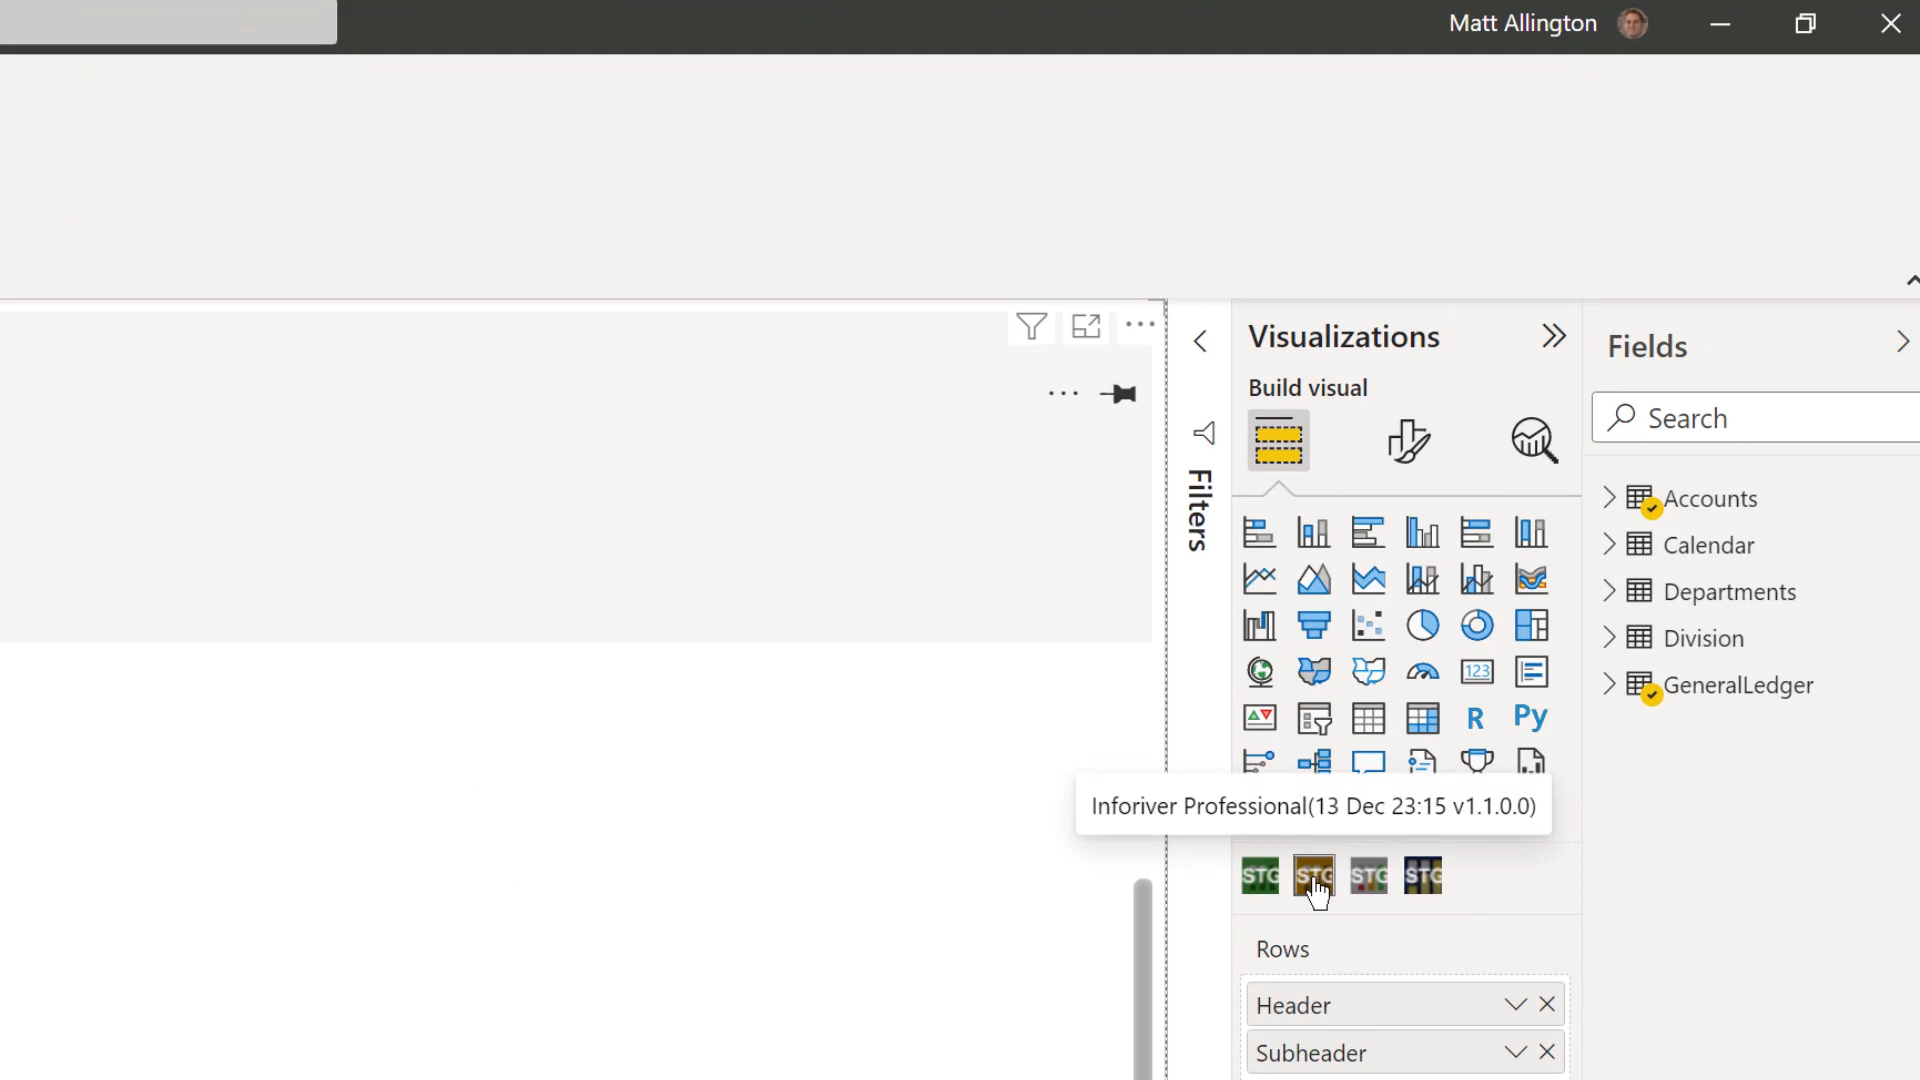 Matt Allington
Visualizations
Build visual
Filters
Fields
Search
Accounts
Calendar
Departments
Division
GeneralLedger
123
R
Py
Inforiver Professional(13 Dec 23:15 v1.1.0.0)
STG
STG
STG
STG
Rows
Header
Subheader